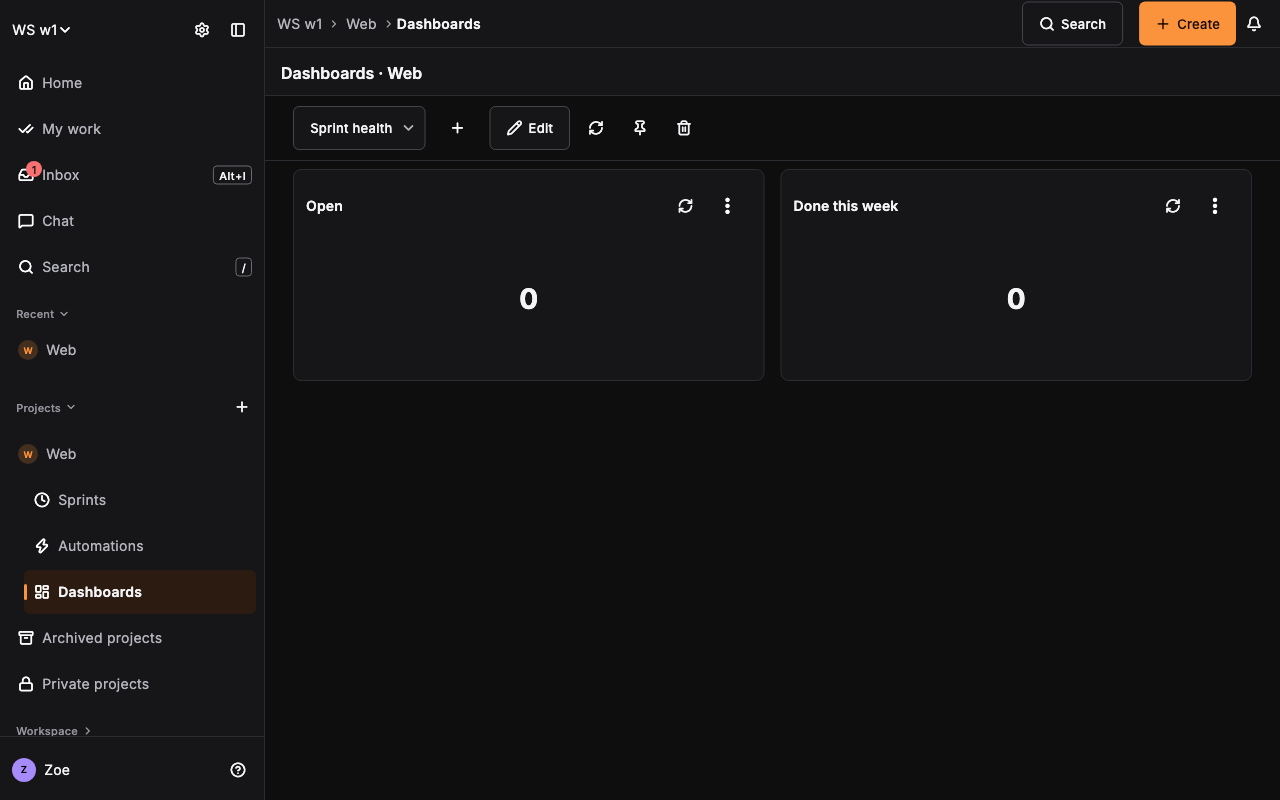 WS w1
Home
My work
1
Inbox
Alt+I
Chat
Search
/
Recent
W
Web
Projects
W
Web
Sprints
Automations
Dashboards
Archived projects
Private projects
Workspace
Z
Zoe
WS w1 > Web > Dashboards
Search
Create
Dashboards · Web
Sprint health
Edit
Open
0
Done this week
0